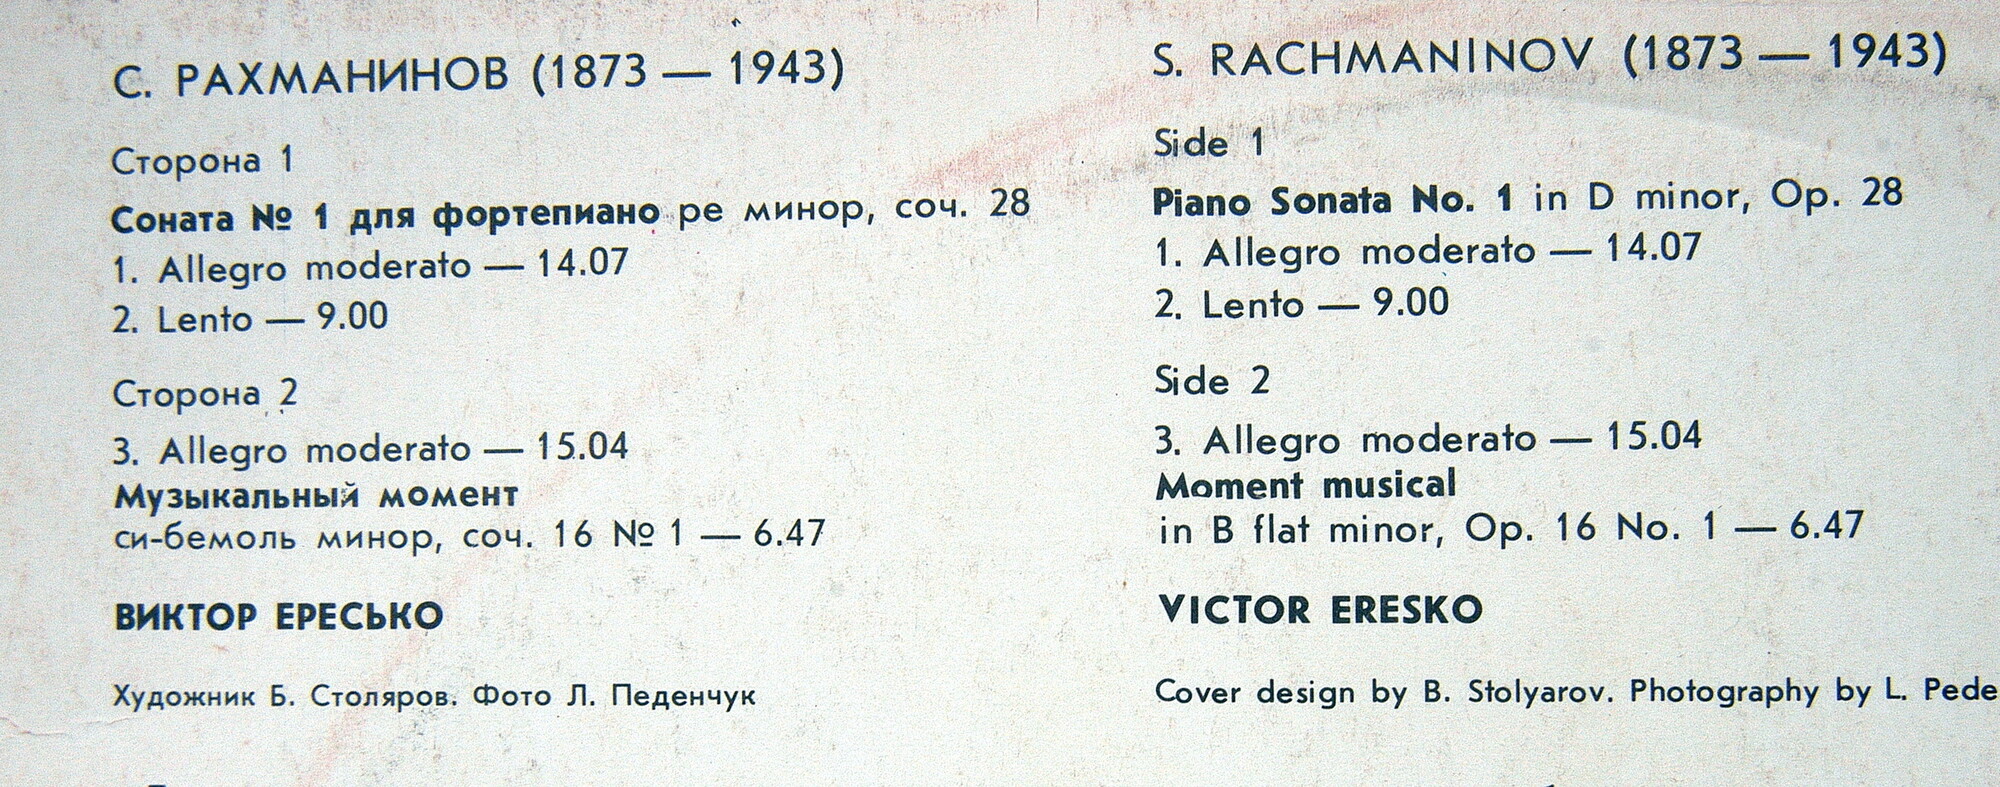 С. РАХМАНИНОВ (1873 — 1943)
Сторона 1
Соната № 1 для фортепиано ре минор, соч. 28
1. Allegro moderato — 14.07
2. Lento — 9.00
Сторона 2
3. Allegro moderato — 15.04
Музыкальный момент
си-бемоль минор, соч. 16 № 1 — 6.47
ВИКТОР ЕРЕСЬКО
Художник Б. Столяров. Фото Л. Педенчук
S. RACHMANINOV (1873 — 1943)
Side 1
Piano Sonata No. 1 in D minor, Op. 28
1. Allegro moderato — 14.07
2. Lento — 9.00
Side 2
3. Allegro moderato — 15.04
Moment musical
in B flat minor, Op. 16 No. 1 — 6.47
VICTOR ERESKO
Cover design by B. Stolyarov. Photography by L. Pede